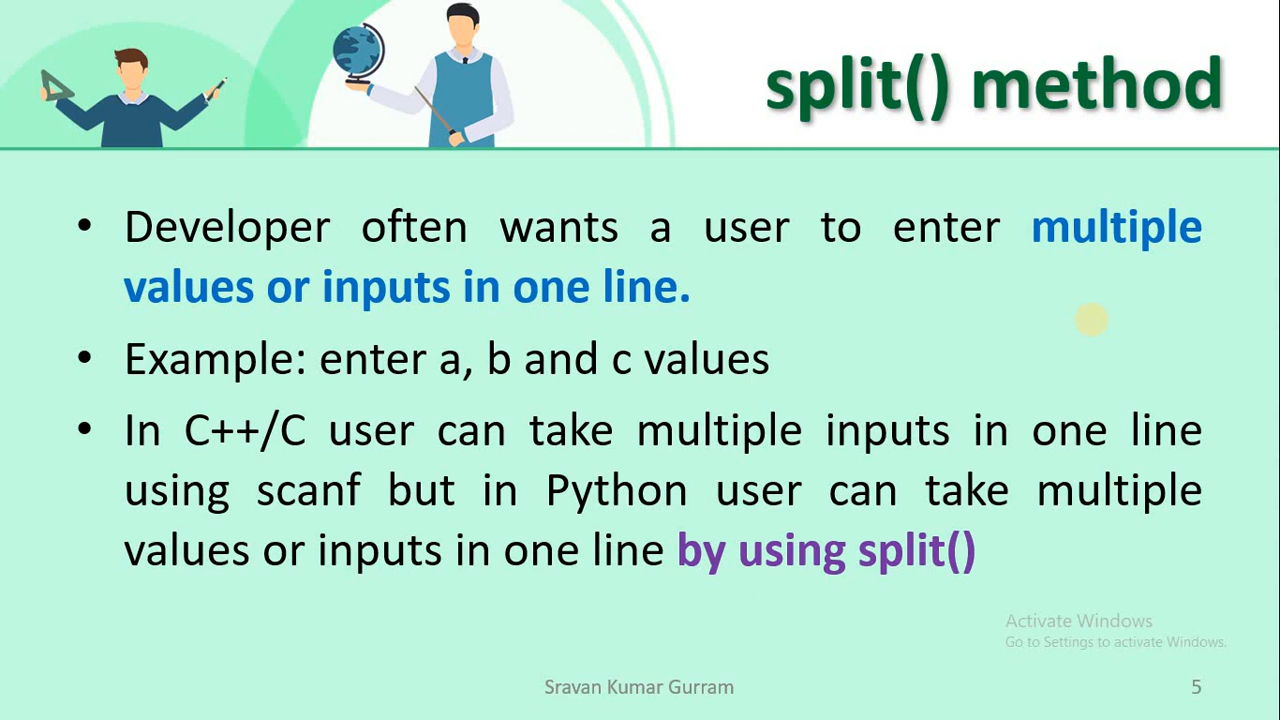 split() method
• Developer often wants a user to enter multiple
values or inputs in one line.
• Example: enter a, b and c values
• In C++/C user can take multiple inputs in one line
using scanf but in Python user can take multiple
values or inputs in one line by using split()
Activate Windows
Go to Settings to activate Windows.
Sravan Kumar Gurram
5